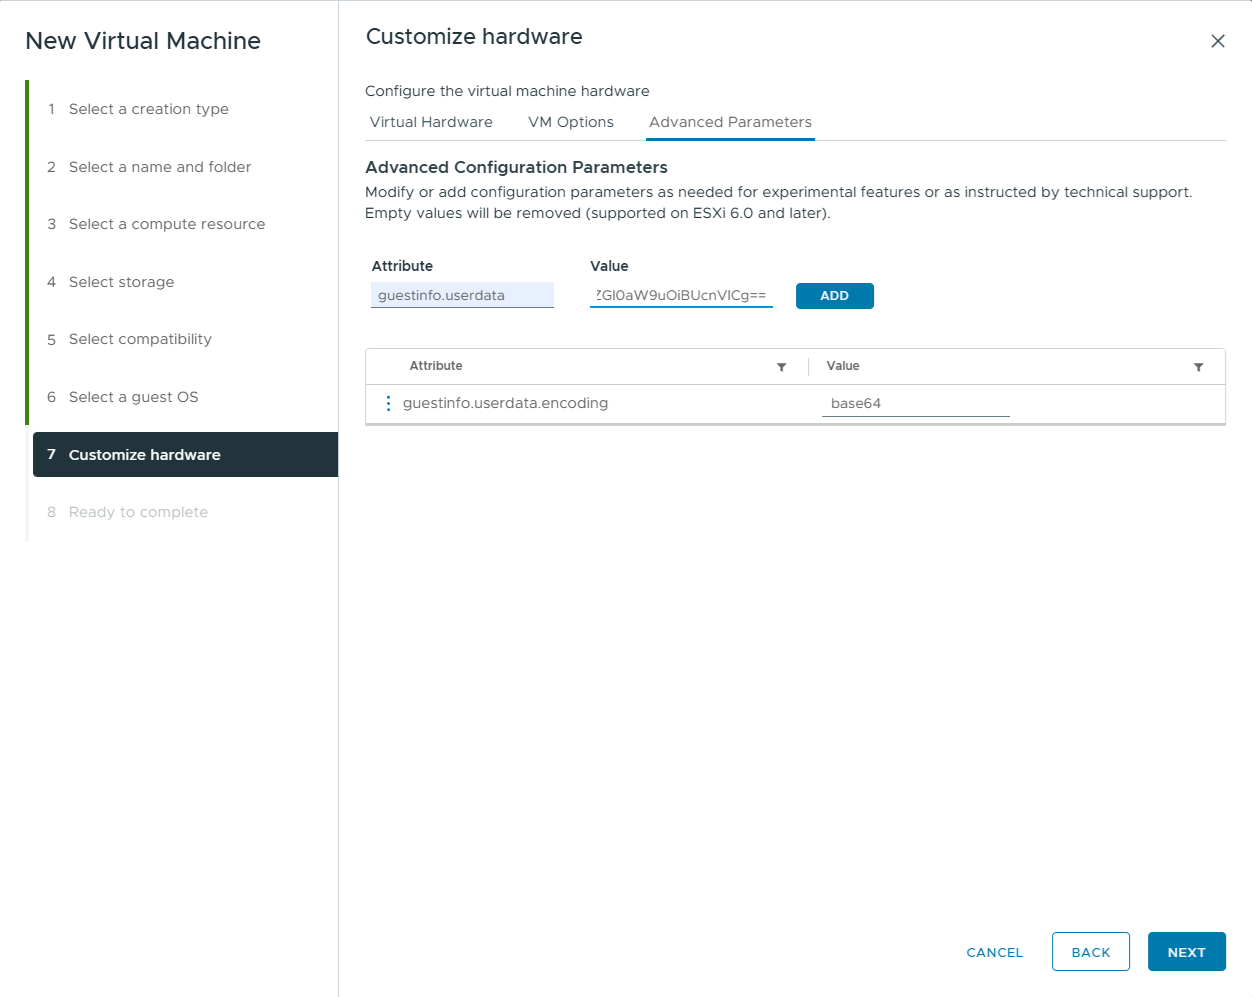 New Virtual Machine
1 Select a creation type
2 Select a name and folder
3 Select a compute resource
4 Select storage
5 Select compatibility
6 Select a guest OS
7 Customize hardware
8 Ready to complete
Customize hardware
Configure the virtual machine hardware
Virtual Hardware VM Options Advanced Parameters
Advanced Configuration Parameters
Modify or add configuration parameters as needed for experimental features or as instructed by technical support.
Empty values will be removed (supported on ESXi 6.0 and later).
Attribute Value
guestinfo.userdata ADD
Attribute Value
guestinfo.userdata.encoding base64
CANCEL BACK NEXT